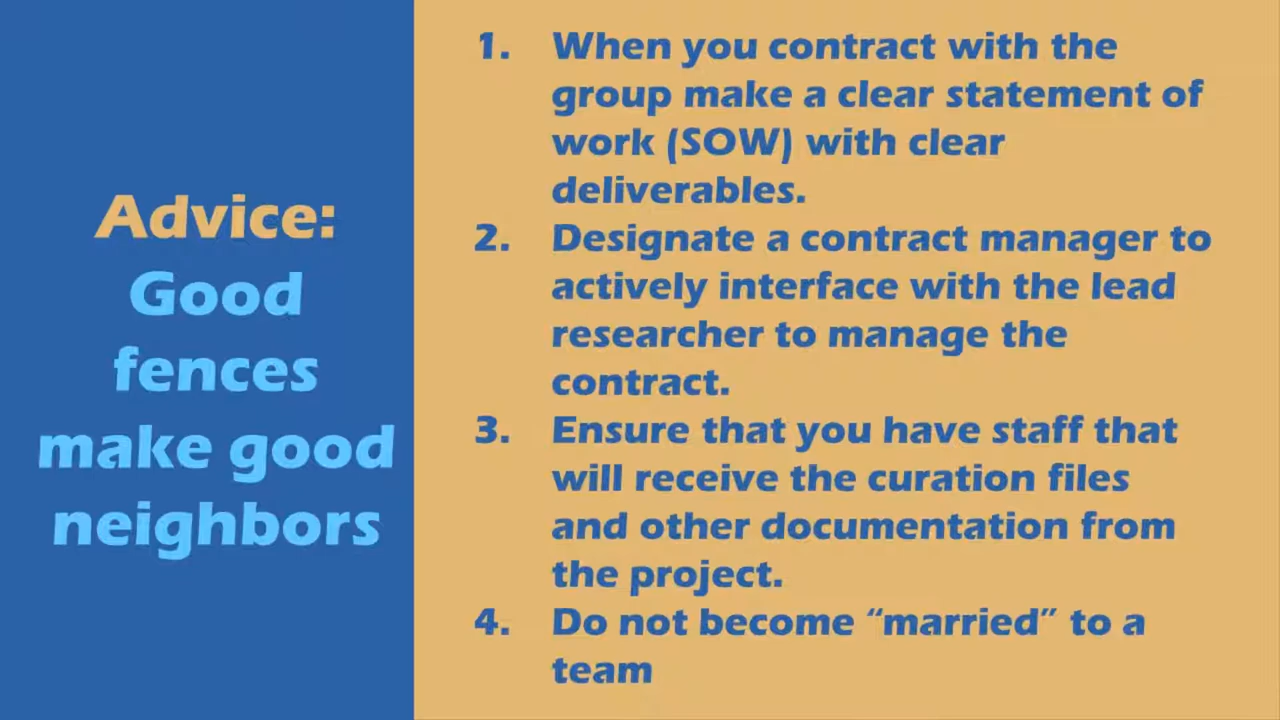 Advice:
Good
fences
make good
neighbors
1. When you contract with the
group make a clear statement of
work (SOW) with clear
deliverables.
2. Designate a contract manager to
actively interface with the lead
researcher to manage the
contract.
3. Ensure that you have staff that
will receive the curation files
and other documentation from
the project.
4. Do not become “married” to a
team